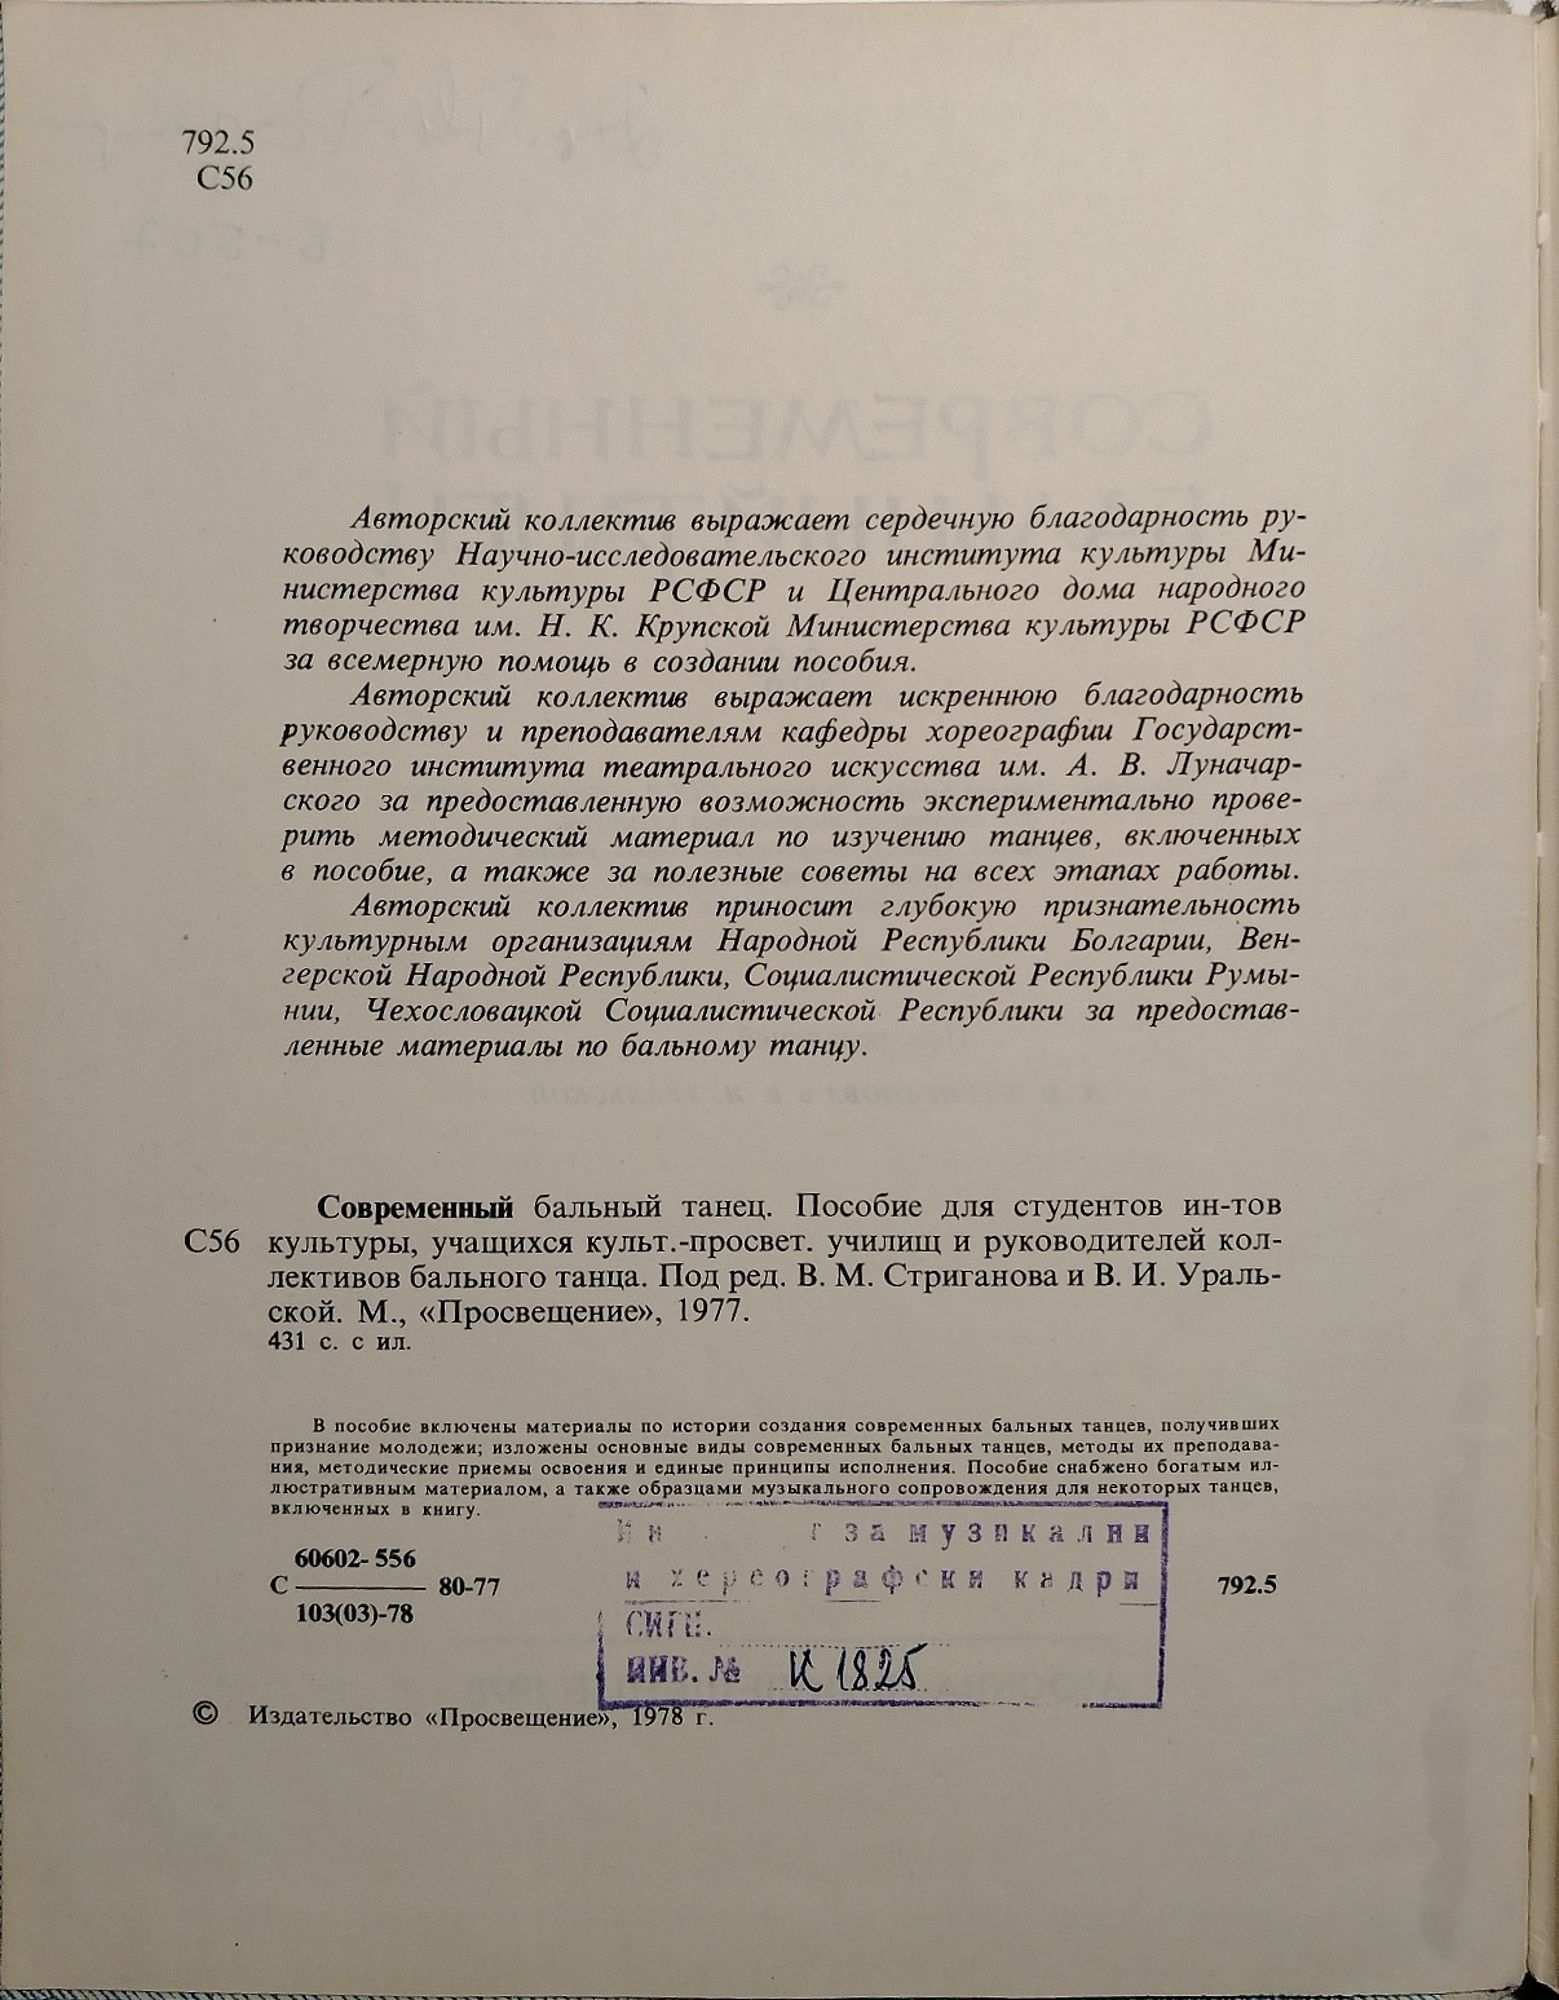 792.5
С56
Авторский коллектив выражает сердечную благодарность ру-
ководству Научно-исследовательского института культуры Ми-
нистерства культуры РСФСР и Центрального дома народного
творчества им. Н. К. Крупской Министерства культуры РСФСР
за всемерную помощь в создании пособия.
Авторский коллектив выражает искреннюю благодарность
руководству и преподавателям кафедры хореографии Государст-
венного института театрального искусства им. А. В. Луначар-
ского за предоставленную возможность экспериментально прове-
рить методический материал по изучению танцев, включенных
в пособие, а также за полезные советы на всех этапах работы.
Авторский коллектив приносит глубокую признательность
культурным организациям Народной Республики Болгарии, Вен-
герской Народной Республики, Социалистической Республики Румы-
нии, Чехословацкой Социалистической Республики за предостав-
ленные материалы по бальному танцу.
Современный бальный танец. Пособие для студентов ин-тов
С56 культуры, учащихся культ.-просвет. училищ и руководителей кол-
лективов бального танца. Под ред. В. М. Стриганова и В. И. Ураль-
ской. М., «Просвещение», 1977.
431 с. с ил.
В пособие включены материалы по истории создания современных бальных танцев, получивших
признание молодежи; изложены основные виды современных бальных танцев, методы их преподава-
ния, методические приемы освоения и единые принципы исполнения. Пособие снабжено богатым ил-
люстративным материалом, а также образцами музыкального сопровождения для некоторых танцев,
включенных в книгу.
60602-556
С 80-77
103(03)-78
792.5
за музикални
и хереографски кадри
СИГН.
ИНВ. № К 1825
© Издательство «Просвещение», 1978 г.